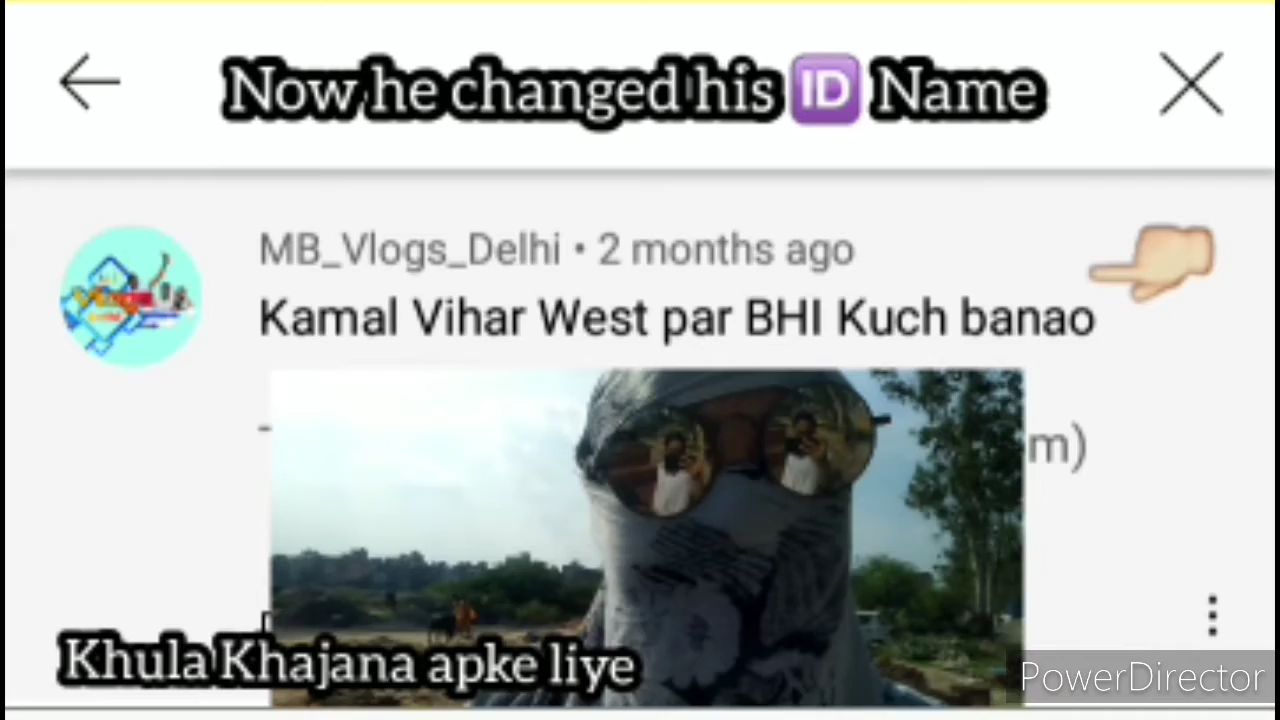 Now he changed his 🆔 Name
MB_Vlogs_Delhi • 2 months ago
Kamal Vihar West par BHI Kuch banao
m)
Khula Khajana apke liye
PowerDirector